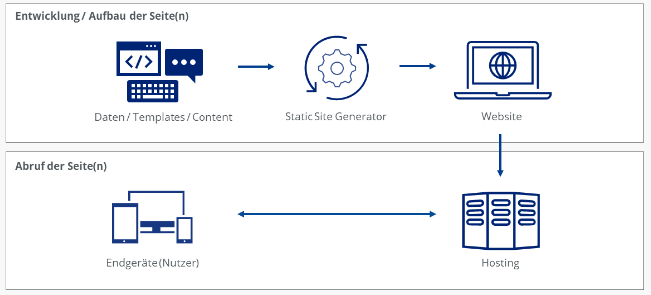 Entwicklung / Aufbau der Seite(n)
Daten / Templates / Content
Static Site Generator
Website
Abruf der Seite(n)
Endgeräte (Nutzer)
Hosting